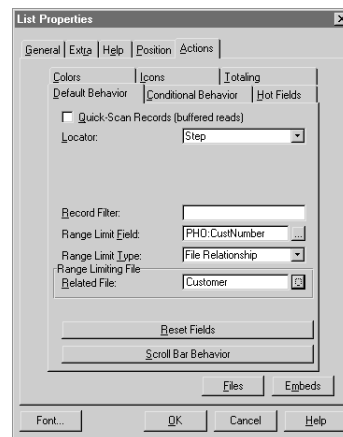 List Properties
General Extra Help Position Actions
Colors Icons Totaling
Default Behavior Conditional Behavior Hot Fields
Quick-Scan Records (buffered reads)
Locator: Step
Record Filter:
Range Limit Field: PHO:CustNumber ...
Range Limit Type: File Relationship
Range Limiting File
Related File: Customer
Reset Fields
Scroll Bar Behavior
Files Embeds
Font... OK Cancel Help